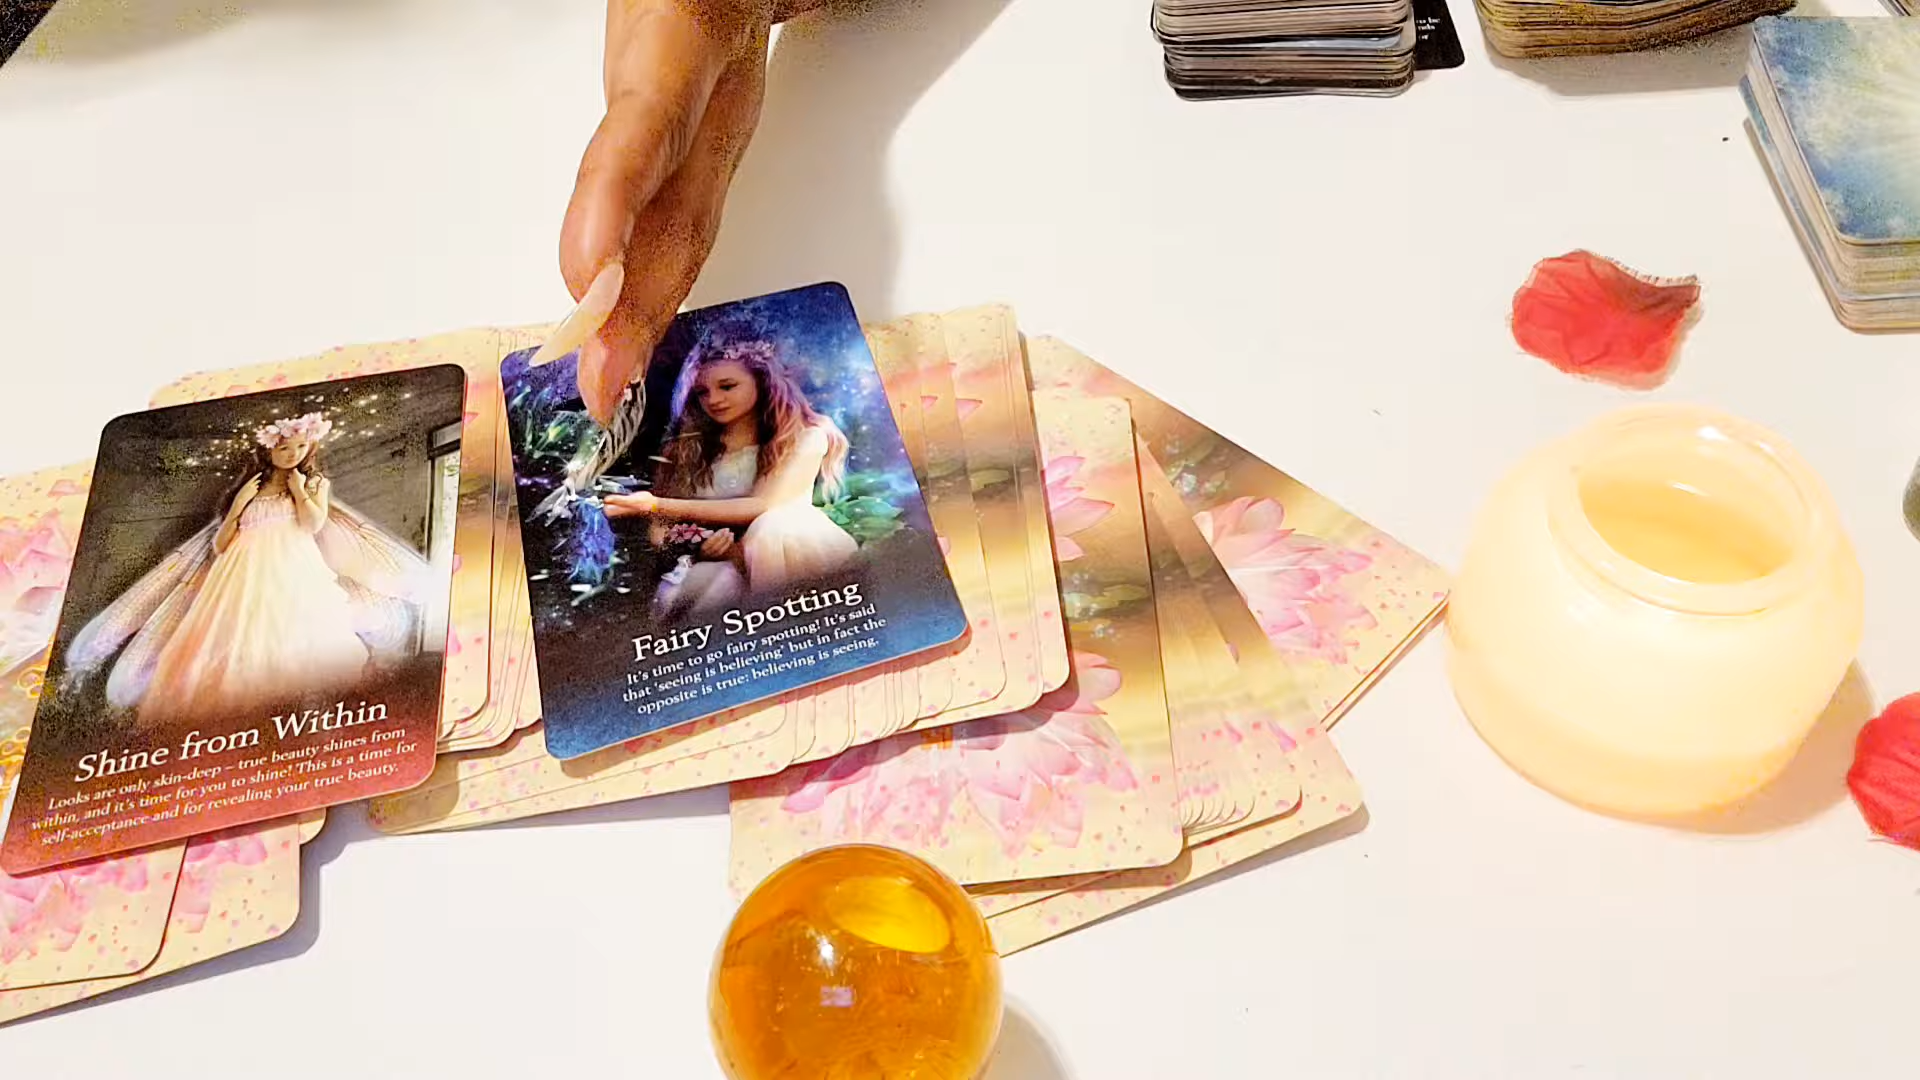 Shine from Within
Looks are only skin-deep – true beauty shines from
within, and it's time for you to shine! This is a time for
self-acceptance and for revealing your true beauty.
Fairy Spotting
It's time to go fairy spotting! It's said
that 'seeing is believing' but in fact the
opposite is true: believing is seeing.